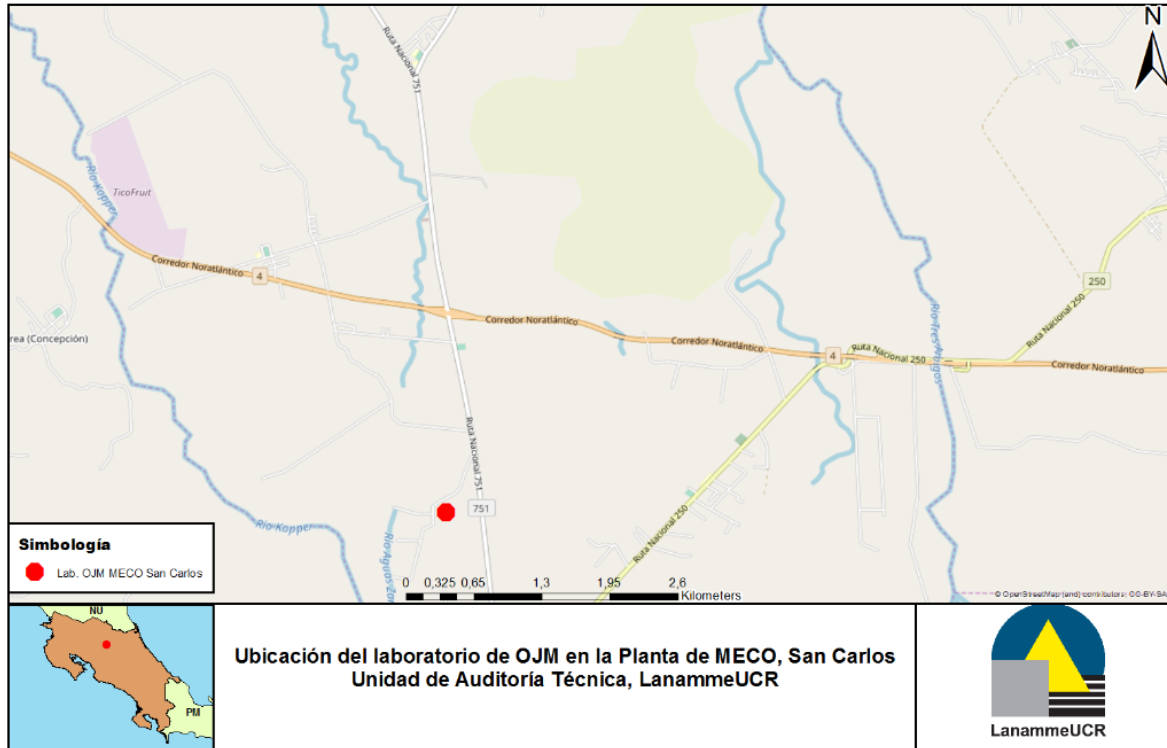 N
Ruta Nacional 751
Río Kopper
TicoFruit
Corredor Noratlántico
4
250
Ruta Nacional 250
Río Tres Amigos
Corredor Noratlántico
Corredor Noratlántico
4
Ruta Nacional 250
Corredor Noratlántico
rea (Concepción)
Ruta Nacional 751
751
Río Kopper
Ruta Nacional 250
Simbología
Lab. OJM MECO San Carlos
0 0,325 0,65 1,3 1,95 2,6
Kilometers
© OpenStreetMap (and) contributors, CC-BY-SA
NU
PM
Ubicación del laboratorio de OJM en la Planta de MECO, San Carlos
Unidad de Auditoría Técnica, LanammeUCR
LanammeUCR